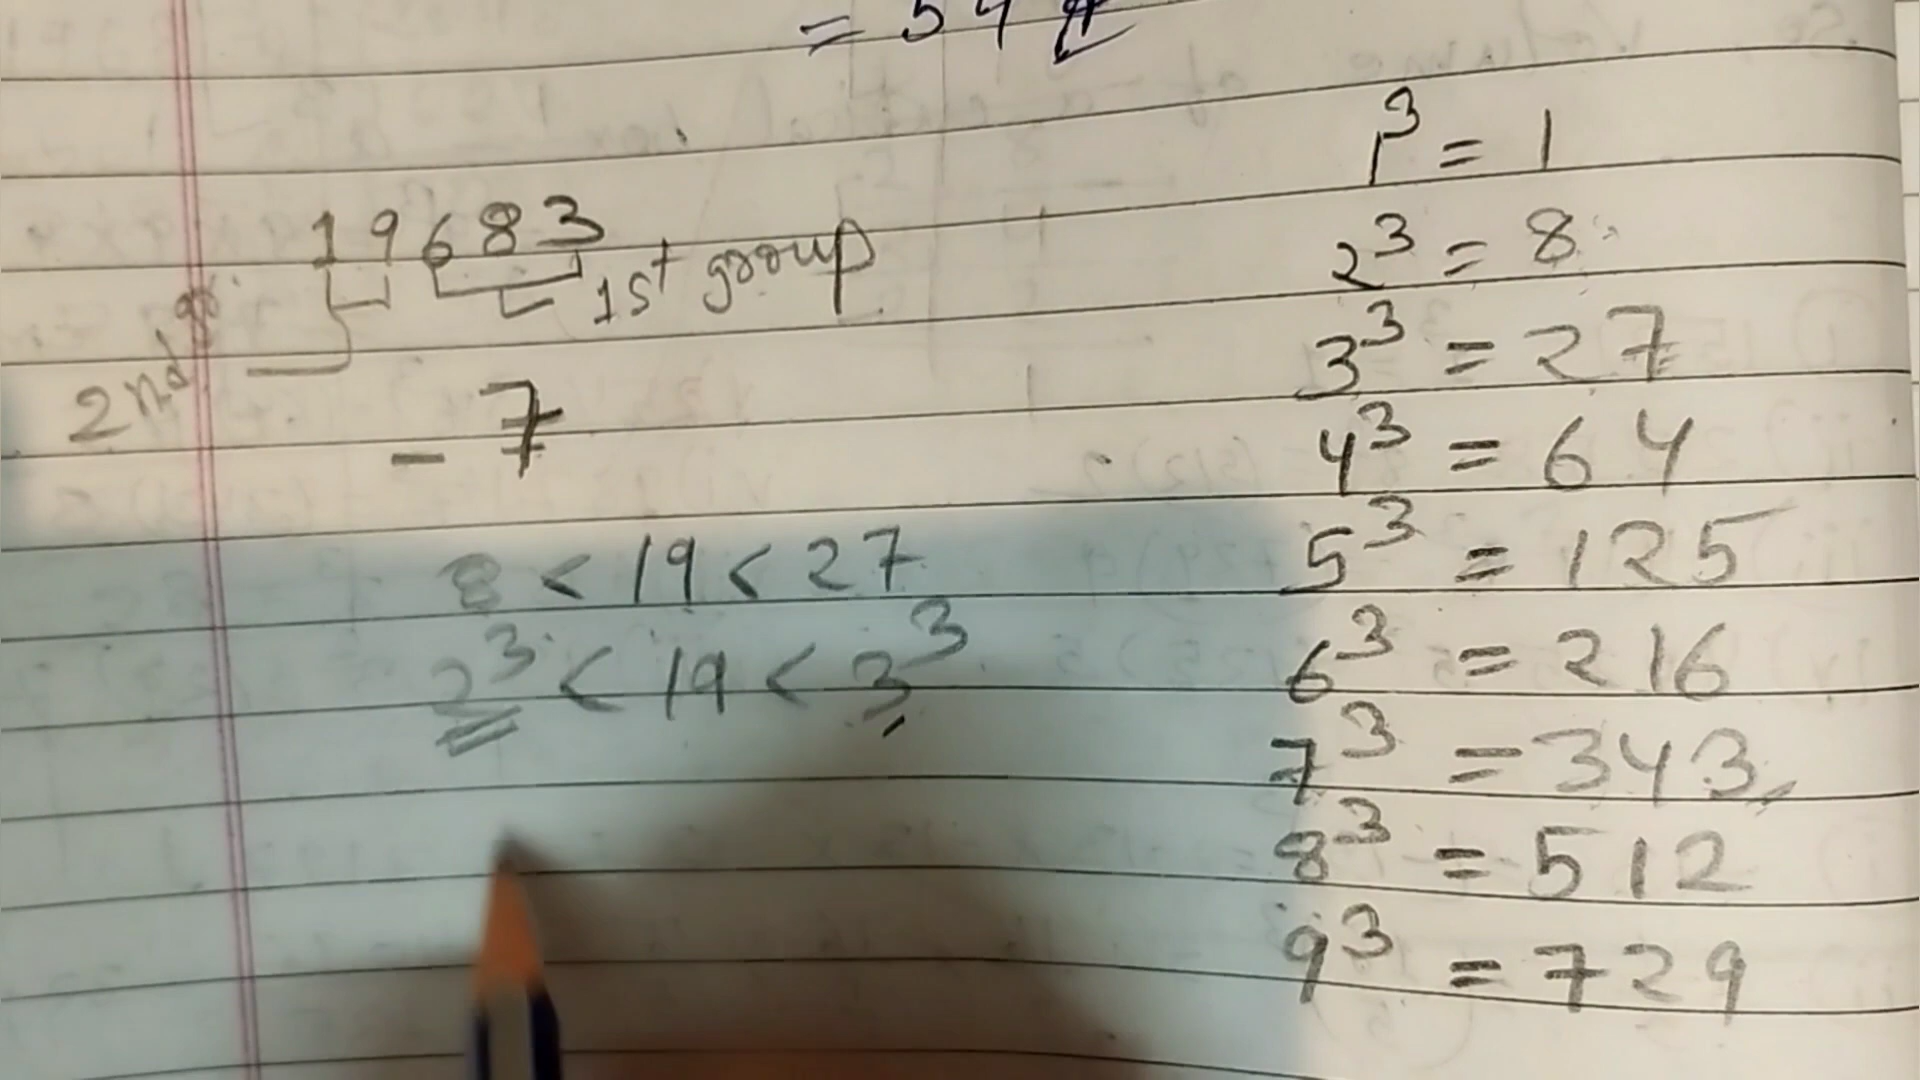 = 54
19683
1st group
2nd gr.
- 7
8 < 19 < 27
2³ < 19 < 3³
1³ = 1
2³ = 8
3³ = 27
4³ = 64
5³ = 125
6³ = 216
7³ = 343
8³ = 512
9³ = 729